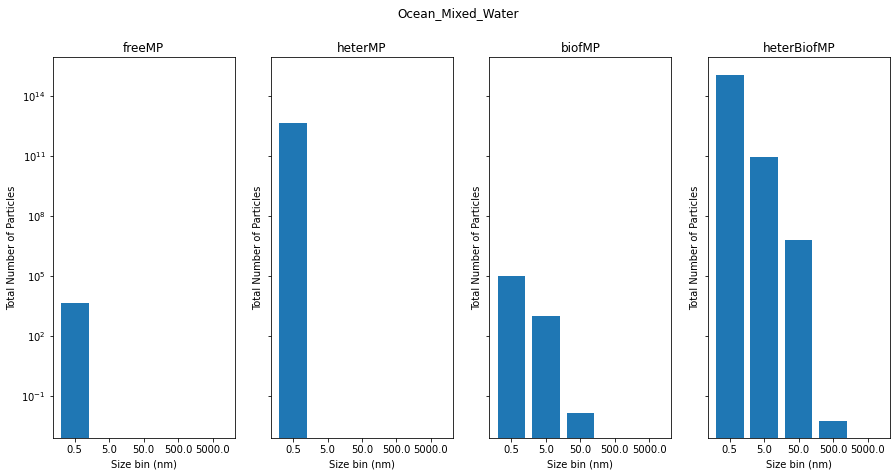 Ocean_Mixed_Water
freeMP
heterMP
biofMP
heterBiofMP
Total Number of Particles
10^14
10^11
10^8
10^5
10^2
10^−1
0.5 5.0 50.0 500.0 5000.0
Size bin (nm)
Total Number of Particles
0.5 5.0 50.0 500.0 5000.0
Size bin (nm)
Total Number of Particles
0.5 5.0 50.0 500.0 5000.0
Size bin (nm)
Total Number of Particles
0.5 5.0 50.0 500.0 5000.0
Size bin (nm)